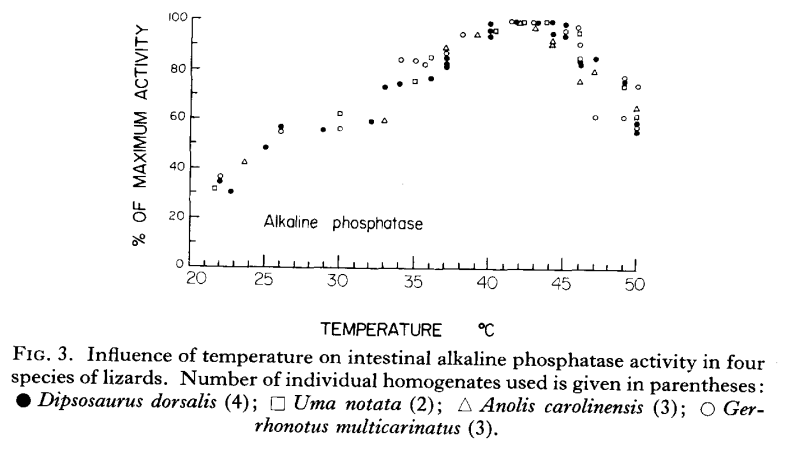 100
80
60
40
20
0
% OF MAXIMUM ACTIVITY
Alkaline phosphatase
20 25 30 35 40 45 50
TEMPERATURE °C
FIG. 3. Influence of temperature on intestinal alkaline phosphatase activity in four
species of lizards. Number of individual homogenates used is given in parentheses:
● Dipsosaurus dorsalis (4); □ Uma notata (2); △ Anolis carolinensis (3); ○ Ger-
rhonotus multicarinatus (3).